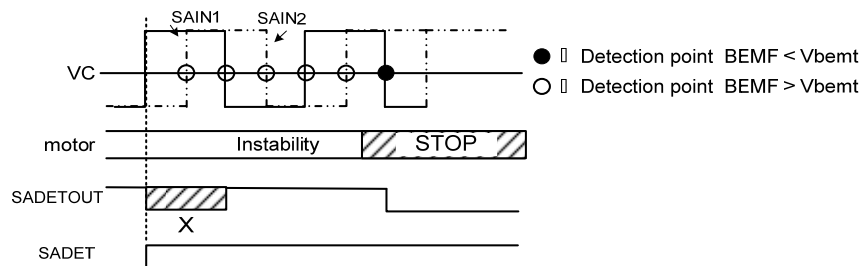 SAIN1
SAIN2
VC
Detection point BEMF < Vbemt
Detection point BEMF > Vbemt
motor
Instability
STOP
SADETOUT
X
SADET